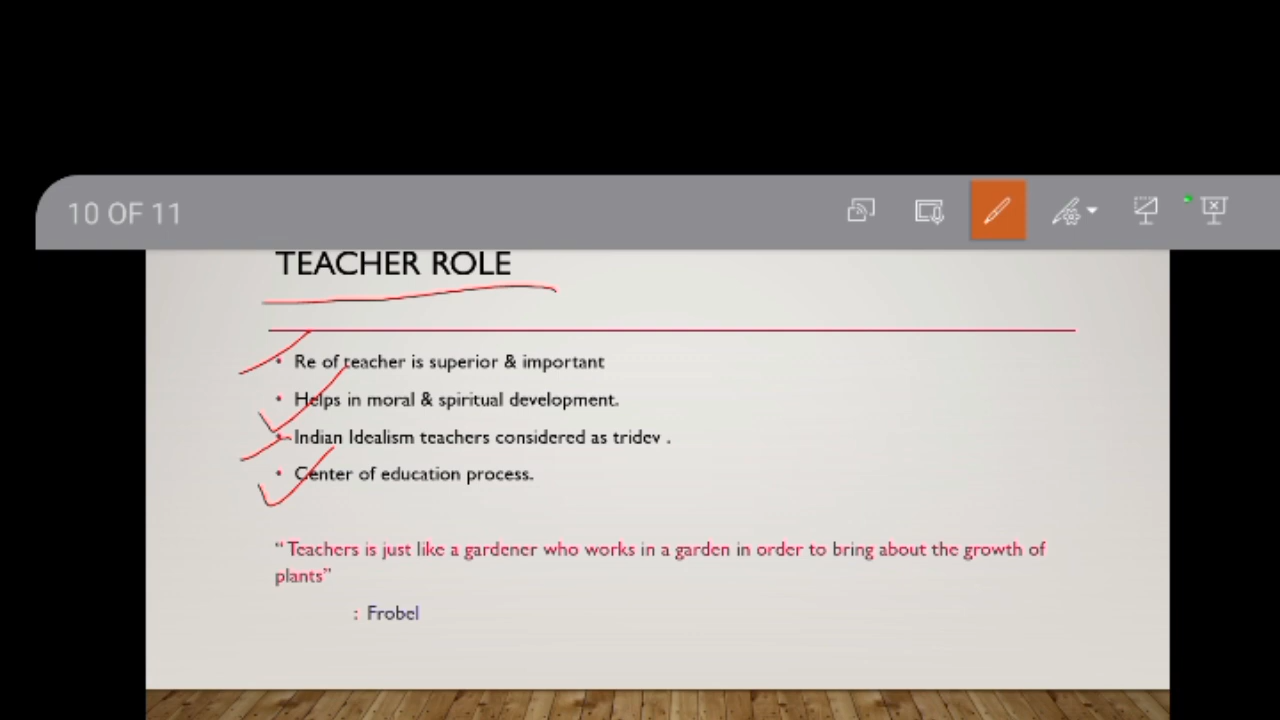 10 OF 11
TEACHER ROLE
• Re of teacher is superior & important
• Helps in moral & spiritual development.
• Indian Idealism teachers considered as tridev .
• Center of education process.
“ Teachers is just like a gardener who works in a garden in order to bring about the growth of
plants”
: Frobel